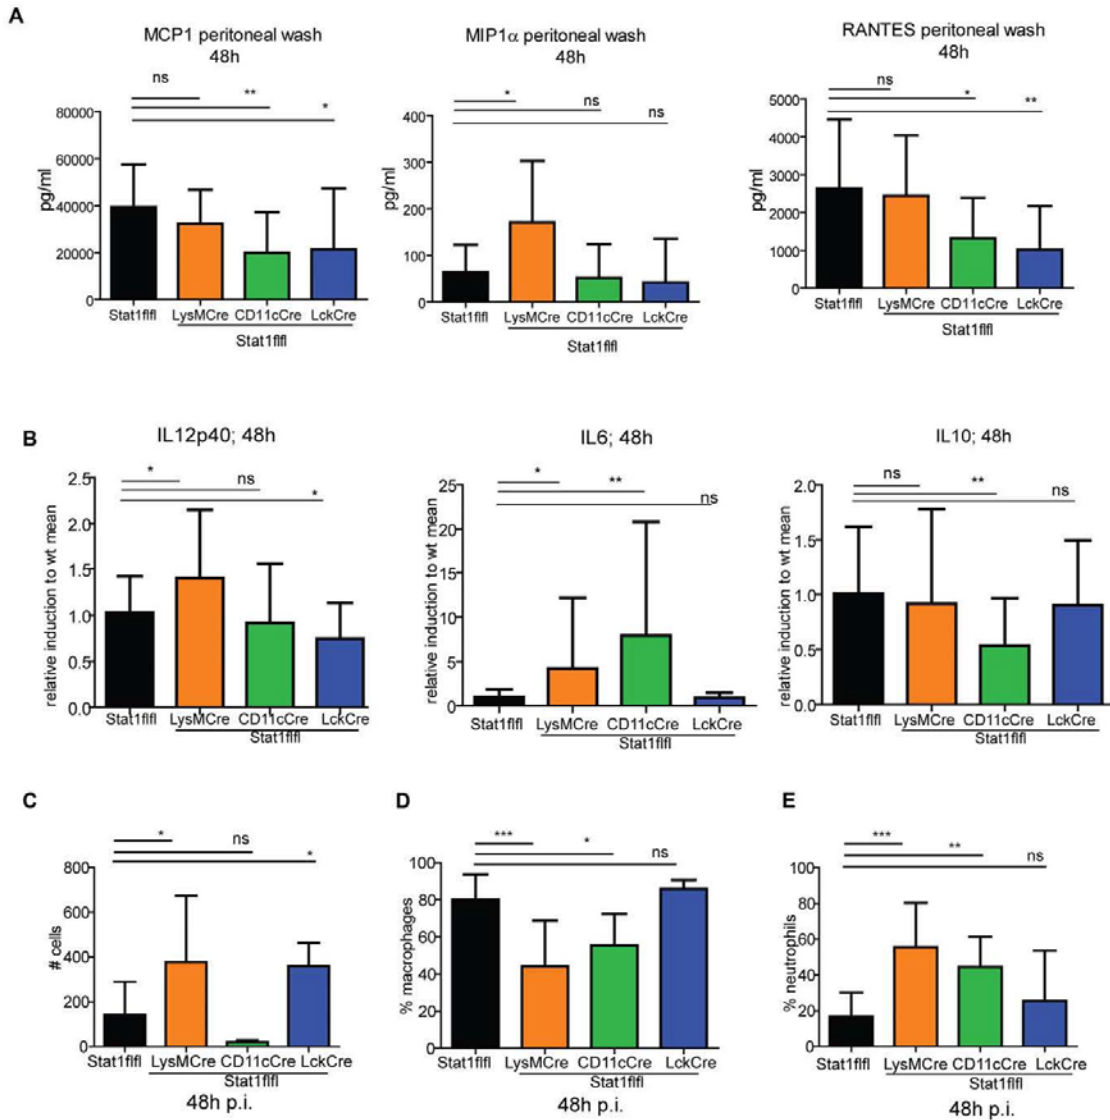 A
MCP1 peritoneal wash
48h
ns
**
*
80000
60000
40000
20000
0
pg/ml
Stat1flfl
LysMCre
CD11cCre
LckCre
Stat1flfl
MIP1α peritoneal wash
48h
*
ns
ns
400
300
200
100
0
pg/ml
Stat1flfl
LysMCre
CD11cCre
LckCre
Stat1flfl
RANTES peritoneal wash
48h
ns
*
**
5000
4000
3000
2000
1000
0
pg/ml
Stat1flfl
LysMCre
CD11cCre
LckCre
Stat1flfl
B
IL12p40; 48h
*
ns
*
2.5
2.0
1.5
1.0
0.5
0.0
relative induction to wt mean
Stat1flfl
LysMCre
CD11cCre
LckCre
Stat1flfl
IL6; 48h
*
**
ns
25
20
15
10
5
0
relative induction to wt mean
Stat1flfl
LysMCre
CD11cCre
LckCre
Stat1flfl
IL10; 48h
ns
**
ns
2.0
1.5
1.0
0.5
0.0
relative induction to wt mean
Stat1flfl
LysMCre
CD11cCre
LckCre
Stat1flfl
C
*
ns
*
800
600
400
200
0
# cells
Stat1flfl
LysMCre
CD11cCre
LckCre
Stat1flfl
48h p.i.
D
***
*
ns
100
80
60
40
20
0
% macrophages
Stat1flfl
LysMCre
CD11cCre
LckCre
Stat1flfl
48h p.i.
E
***
**
ns
100
80
60
40
20
0
% neutrophils
Stat1flfl
LysMCre
CD11cCre
LckCre
Stat1flfl
48h p.i.